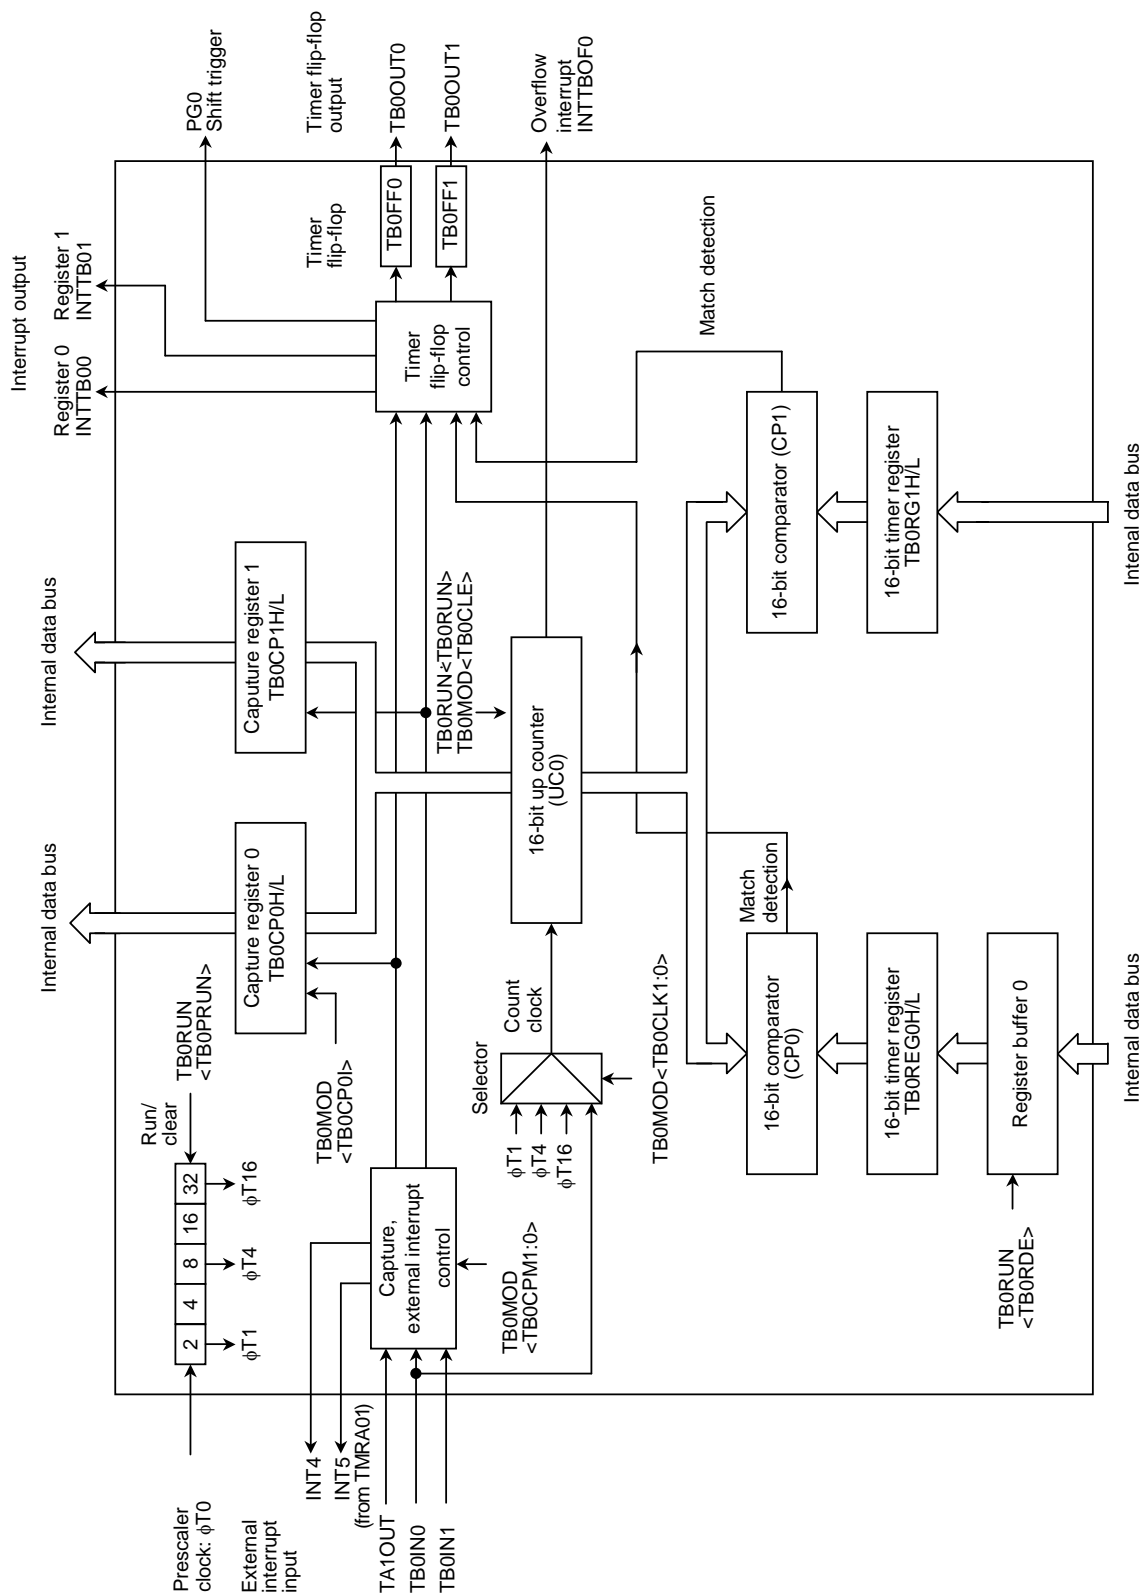 Prescaler
clock: φT0
2 4 8 16 32
φT1
φT4
φT16
Run/
clear
TB0RUN
<TB0PRUN>
External
interrupt
input
INT4
INT5
(from TMRA01)
TA1OUT
TB0IN0
TB0IN1
Capture,
external interrupt
control
TB0MOD
<TB0CPM1:0>
TB0MOD
<TB0CP0I>
Internal data bus
Capture register 0
TB0CP0H/L
Internal data bus
Caputure register 1
TB0CP1H/L
Interrupt output
Register 0
INTTB00
Register 1
INTTB01
PG0
Shift trigger
Timer
flip-flop
control
Timer
flip-flop
TB0FF0
TB0FF1
Timer flip-flop
output
TB0OUT0
TB0OUT1
Overflow
interrupt
INTTBOF0
TB0RUN<TB0RUN>
TB0MOD<TB0CLE>
Selector
φT1
φT4
φT16
Count
clock
TB0MOD<TB0CLK1:0>
16-bit up counter
(UC0)
Match
detection
Match detection
16-bit comparator
(CP0)
16-bit comparator (CP1)
16-bit timer register
TB0REG0H/L
16-bit timer register
TB0RG1H/L
Register buffer 0
TB0RUN
<TB0RDE>
Internal data bus
Intenal data bus